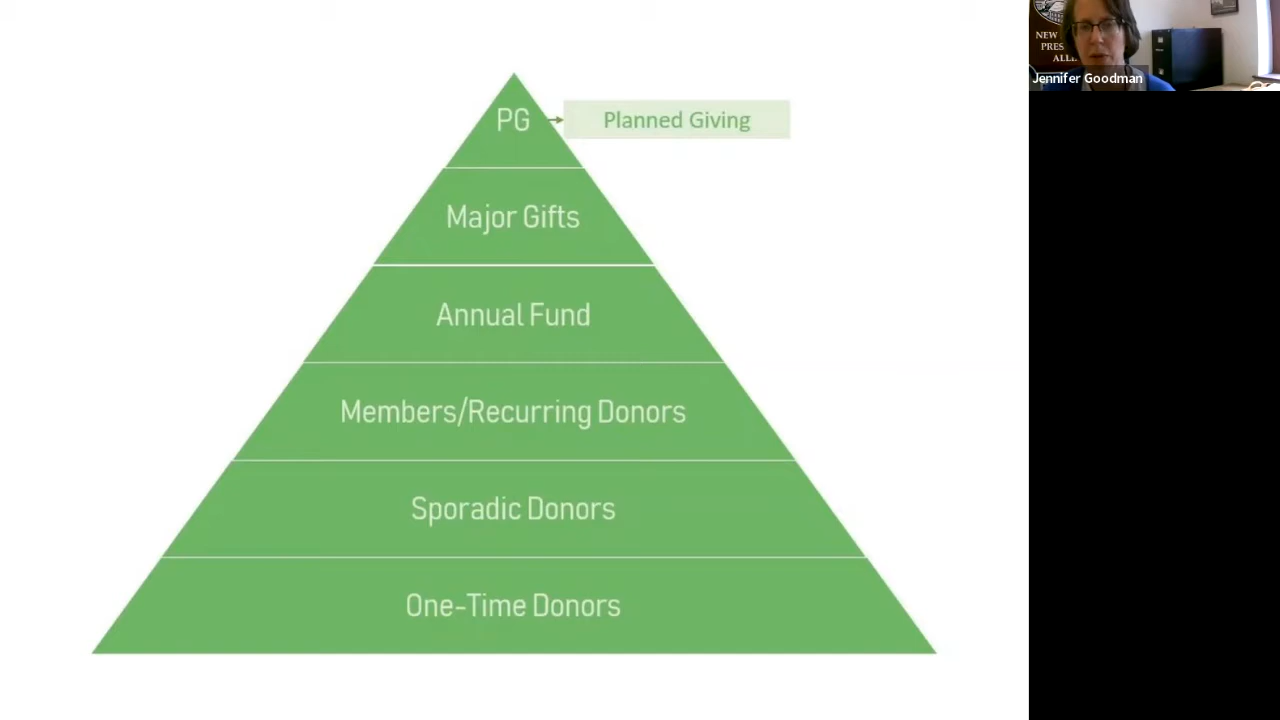 PG
Planned Giving
Major Gifts
Annual Fund
Members/Recurring Donors
Sporadic Donors
One-Time Donors
NEW
PRES
ALLI
Jennifer Goodman